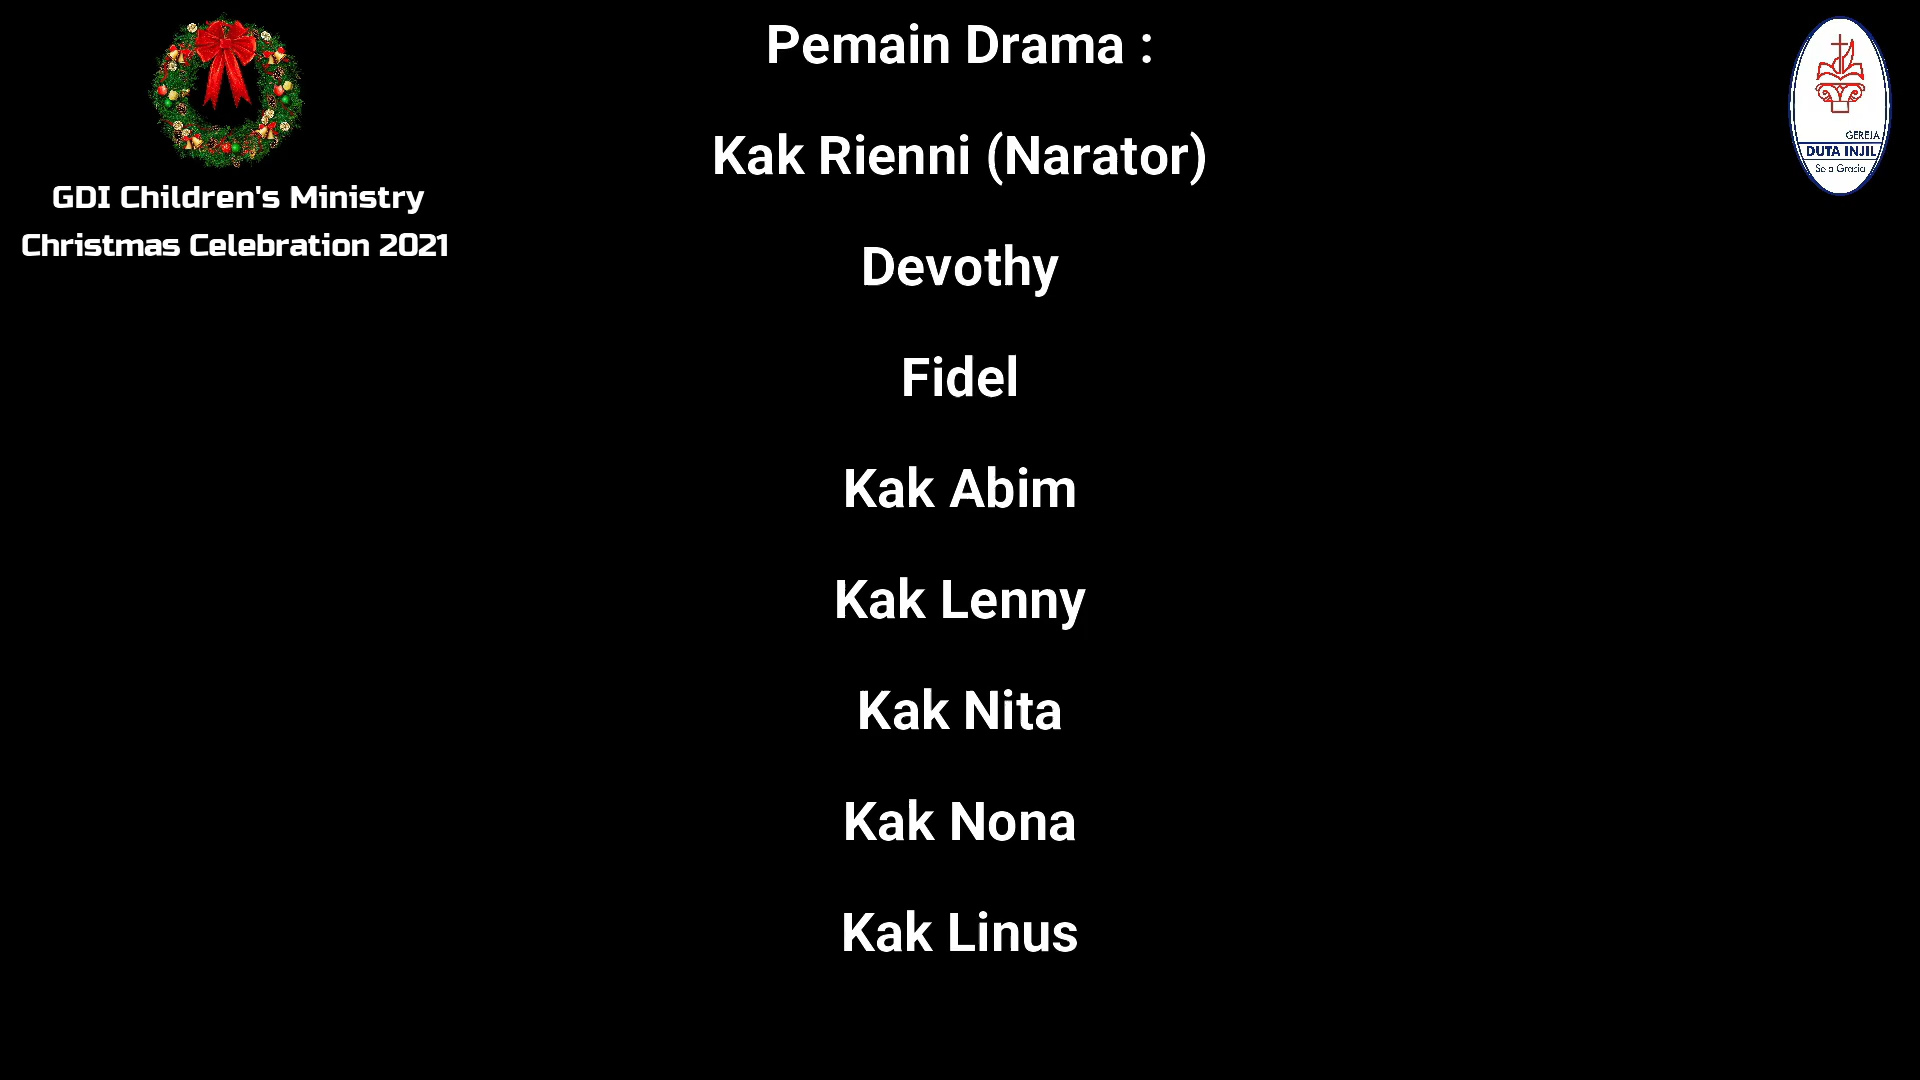 GDI Children's Ministry
Christmas Celebration 2021
Pemain Drama :
Kak Rienni (Narator)
Devothy
Fidel
Kak Abim
Kak Lenny
Kak Nita
Kak Nona
Kak Linus
GEREJA
DUTA INJIL